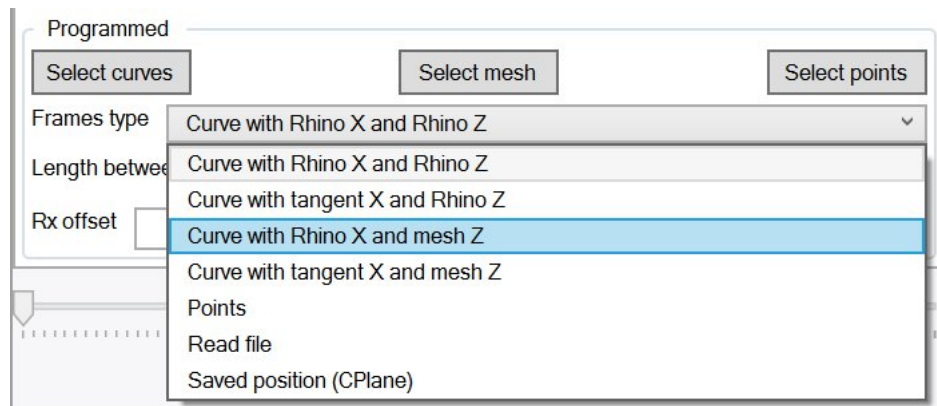 Programmed
Select curves Select mesh Select points
Frames type Curve with Rhino X and Rhino Z
Length betwee
Curve with Rhino X and Rhino Z
Curve with tangent X and Rhino Z
Rx offset
Curve with Rhino X and mesh Z
Curve with tangent X and mesh Z
Points
Read file
Saved position (CPlane)